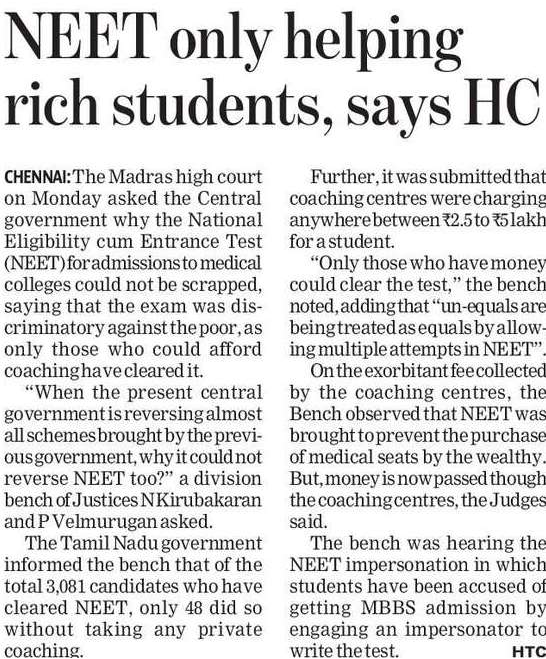 NEET only helping
rich students, says HC
CHENNAI: The Madras high court
on Monday asked the Central
government why the National
Eligibility cum Entrance Test
(NEET) for admissions to medical
colleges could not be scrapped,
saying that the exam was dis-
criminatory against the poor, as
only those who could afford
coaching have cleared it.
“When the present central
government is reversing almost
all schemes brought by the previ-
ous government, why it could not
reverse NEET too?” a division
bench of Justices N Kirubakaran
and P Velmurugan asked.
The Tamil Nadu government
informed the bench that of the
total 3,081 candidates who have
cleared NEET, only 48 did so
without taking any private
coaching.
Further, it was submitted that
coaching centres were charging
anywhere between ₹2.5 to ₹5 lakh
for a student.
“Only those who have money
could clear the test,” the bench
noted, adding that “un-equals are
being treated as equals by allow-
ing multiple attempts in NEET”.
On the exorbitant fee collected
by the coaching centres, the
Bench observed that NEET was
brought to prevent the purchase
of medical seats by the wealthy.
But, money is now passed though
the coaching centres, the Judges
said.
The bench was hearing the
NEET impersonation in which
students have been accused of
getting MBBS admission by
engaging an impersonator to
write the test. HTC